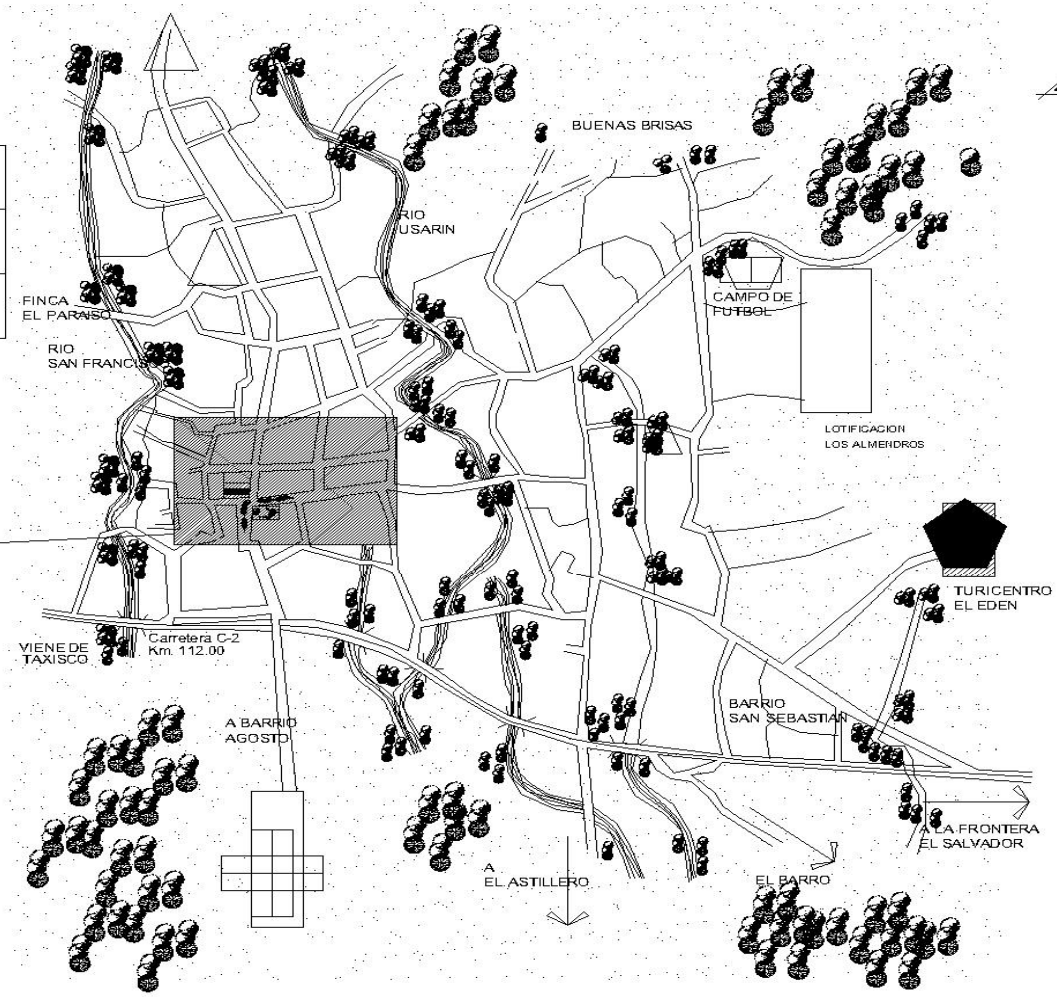 BUENAS BRISAS
RIO
USARIN
FINCA
EL PARAISO
CAMPO DE
FUTBOL
RIO
SAN FRANCIS
LOTIFICACION
LOS ALMENDROS
TURICENTRO
EL EDEN
VIENE DE
TAXISCO
Carretera C-2
Km. 112.00
A BARRIO
AGOSTO
BARRIO
SAN SEBASTIAN
A LA FRONTERA
EL SALVADOR
A
EL ASTILLERO
EL BARRO